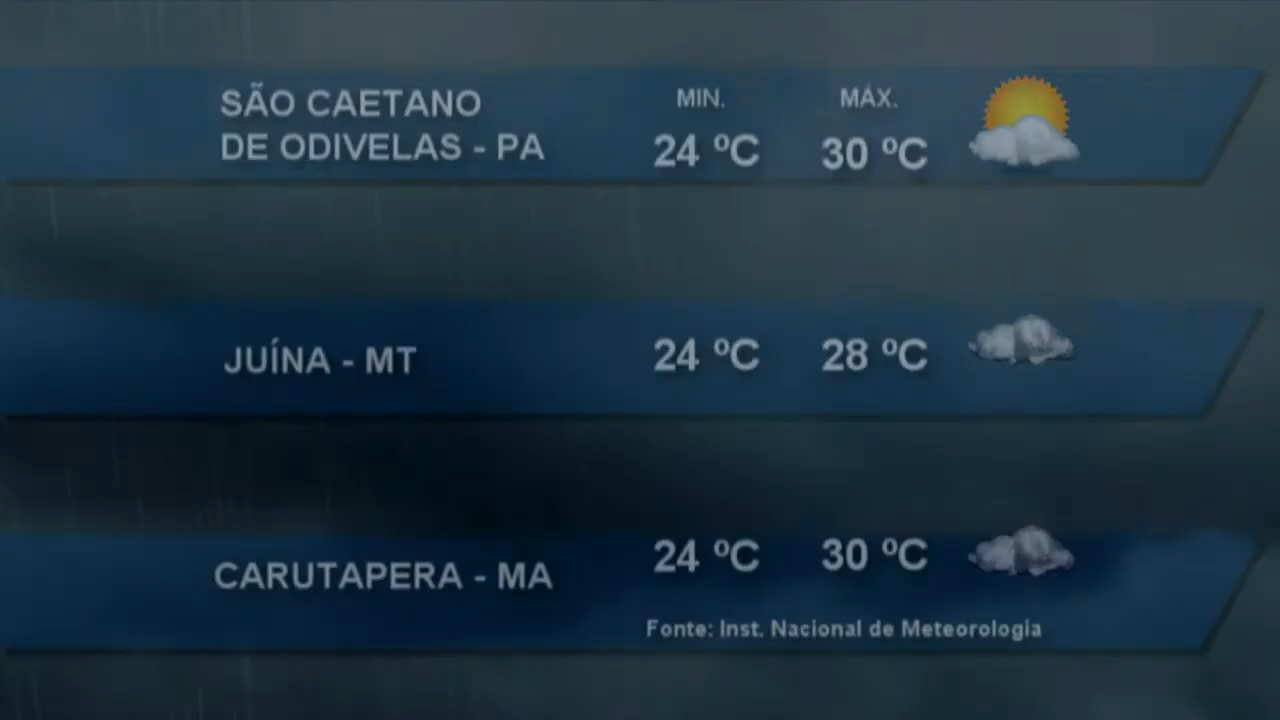 SÃO CAETANO
DE ODIVELAS - PA
MIN.
MÁX.
24 ºC
30 ºC
JUÍNA - MT
24 ºC
28 ºC
CARUTAPERA - MA
24 ºC
30 ºC
Fonte: Inst. Nacional de Meteorologia